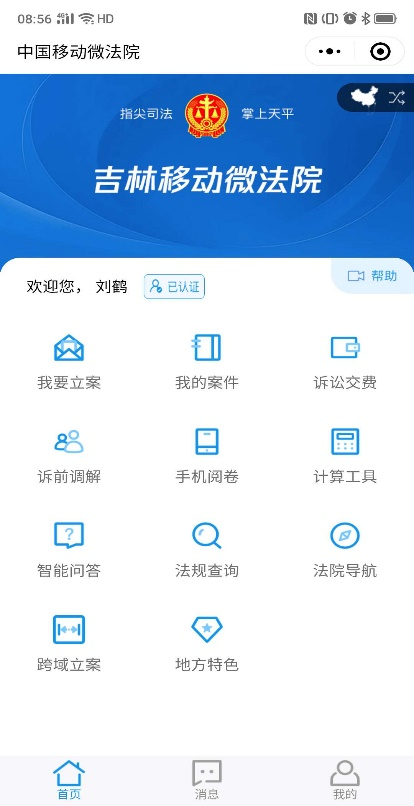 08:56 4G HD
中国移动微法院
指尖司法 掌上天平
吉林移动微法院
欢迎您， 刘鹤 已认证 帮助
我要立案 我的案件 诉讼交费
诉前调解 手机阅卷 计算工具
?
智能问答 法规查询 法院导航
跨域立案 地方特色
首页 消息 我的